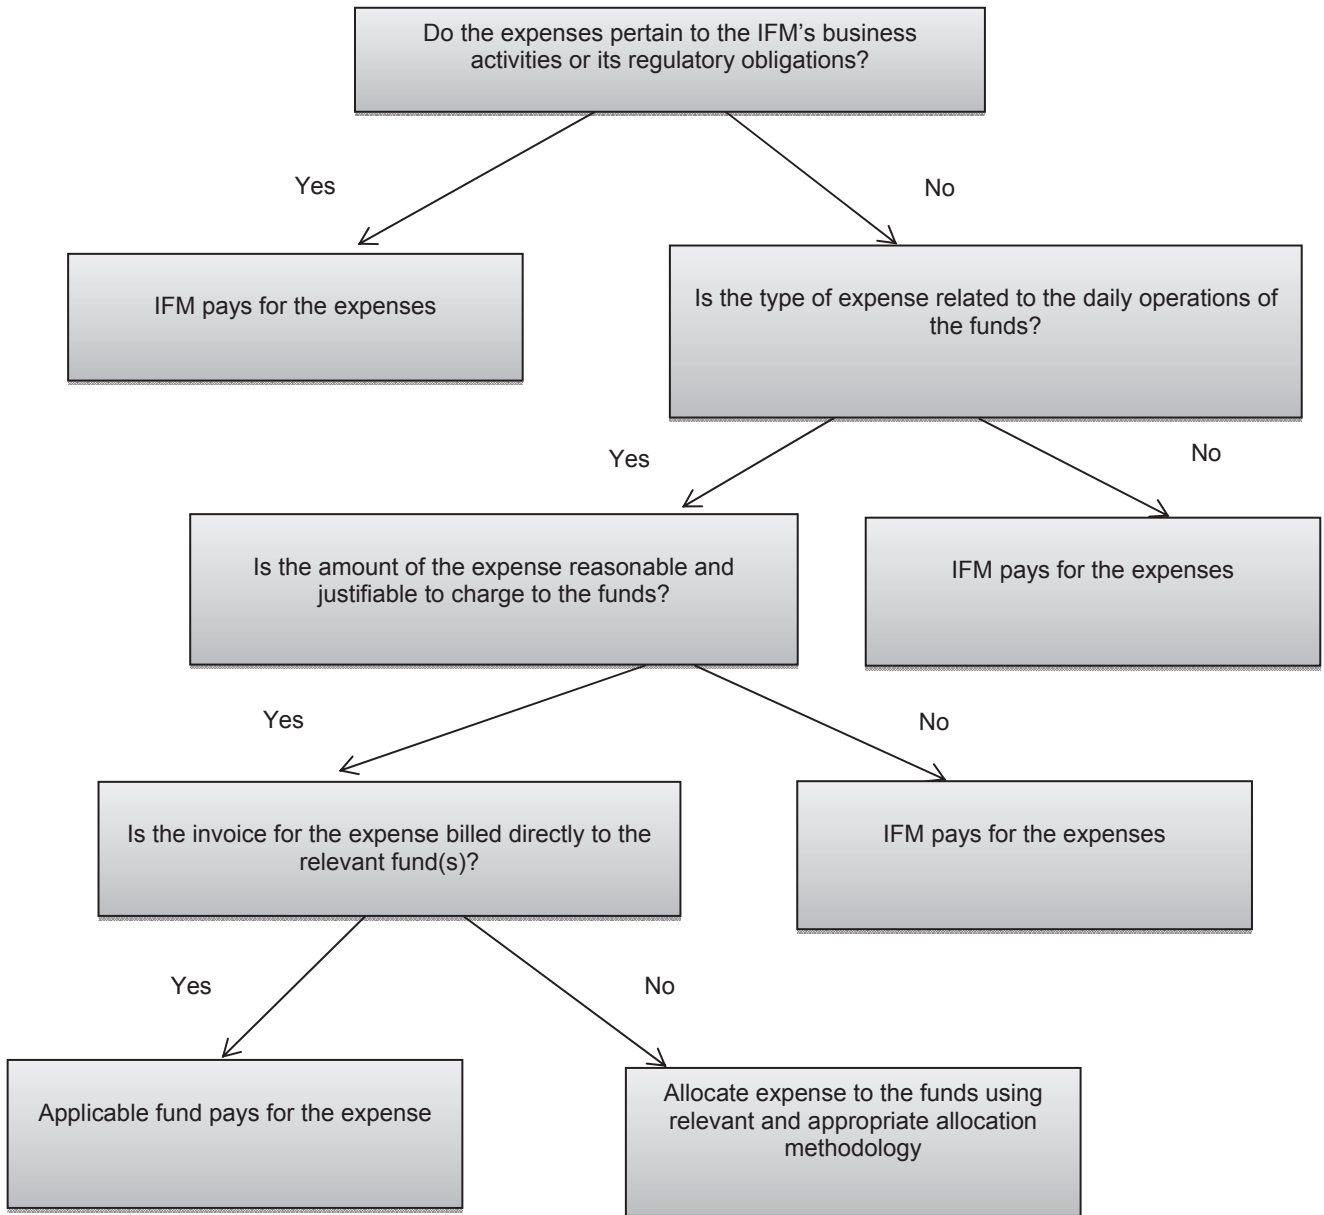 Do the expenses pertain to the IFM’s business
activities or its regulatory obligations?
Yes
No
IFM pays for the expenses
Is the type of expense related to the daily operations of
the funds?
Yes
No
Is the amount of the expense reasonable and
justifiable to charge to the funds?
IFM pays for the expenses
Yes
No
Is the invoice for the expense billed directly to the
relevant fund(s)?
IFM pays for the expenses
Yes
No
Applicable fund pays for the expense
Allocate expense to the funds using
relevant and appropriate allocation
methodology